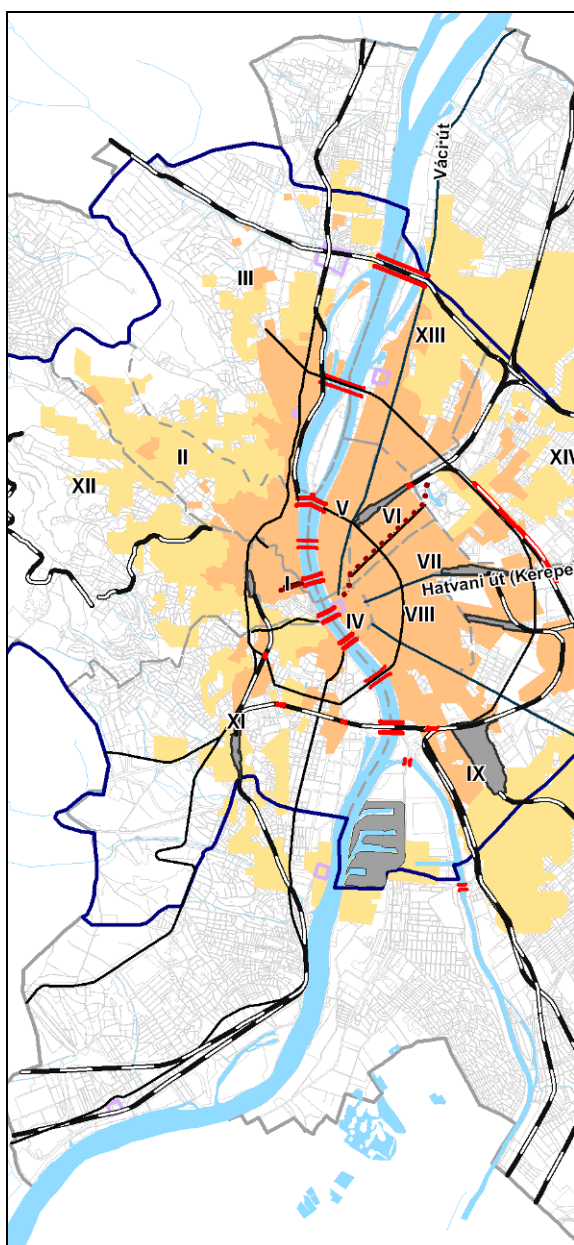 Váci út
III
XIII
II
XII
XIV
V
VI
I
VII
Hatvani út (Kerepe
IV
VIII
XI
IX